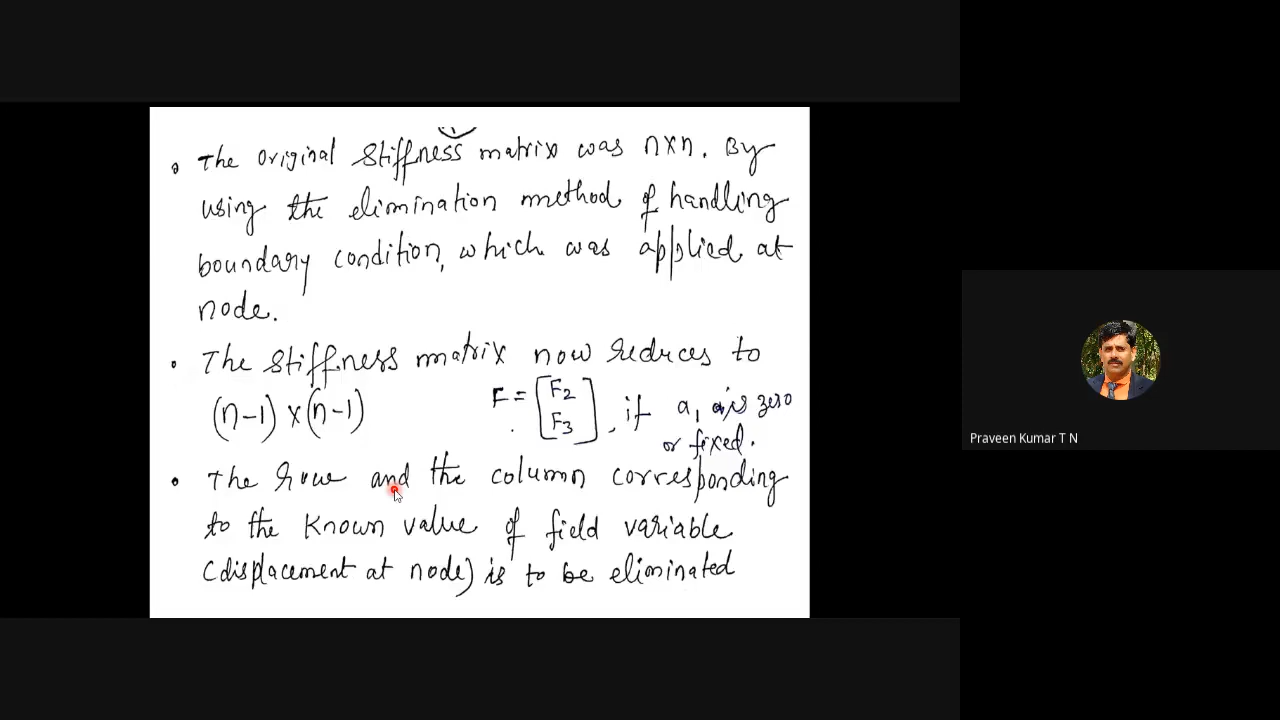 The original stiffness matrix was n×n. By
using the elimination method of handling
boundary condition, which was applied at
node.
The stiffness matrix now reduces to
(n-1) × (n-1)
F = [F2 F3], if a1 is zero
or fixed.
The row and the column corresponding
to the known value of field variable
(displacement at node) is to be eliminated
Praveen Kumar T N